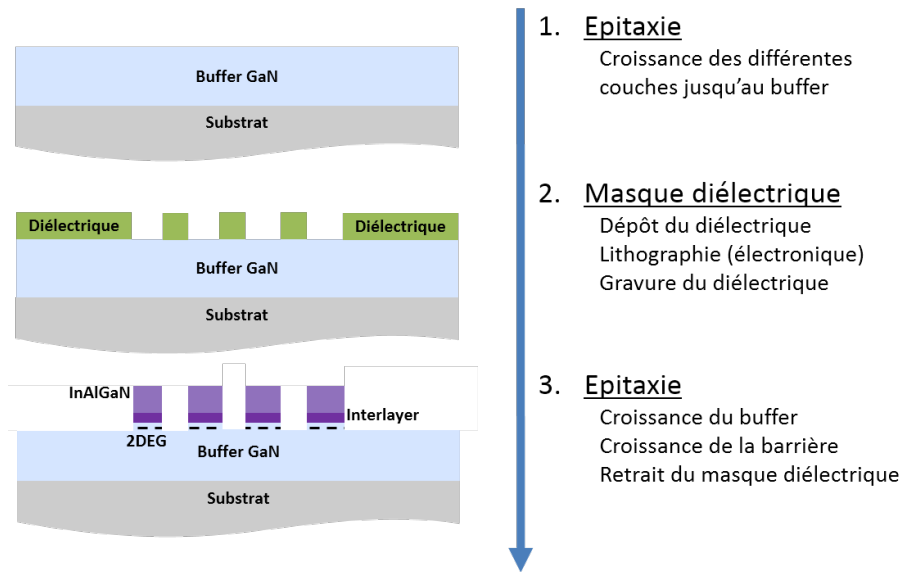 1. Epitaxie
Croissance des différentes
couches jusqu’au buffer
Buffer GaN
Substrat
2. Masque diélectrique
Dépôt du diélectrique
Lithographie (électronique)
Gravure du diélectrique
Diélectrique
Diélectrique
Buffer GaN
Substrat
3. Epitaxie
Croissance du buffer
Croissance de la barrière
Retrait du masque diélectrique
InAlGaN
Interlayer
2DEG
Buffer GaN
Substrat